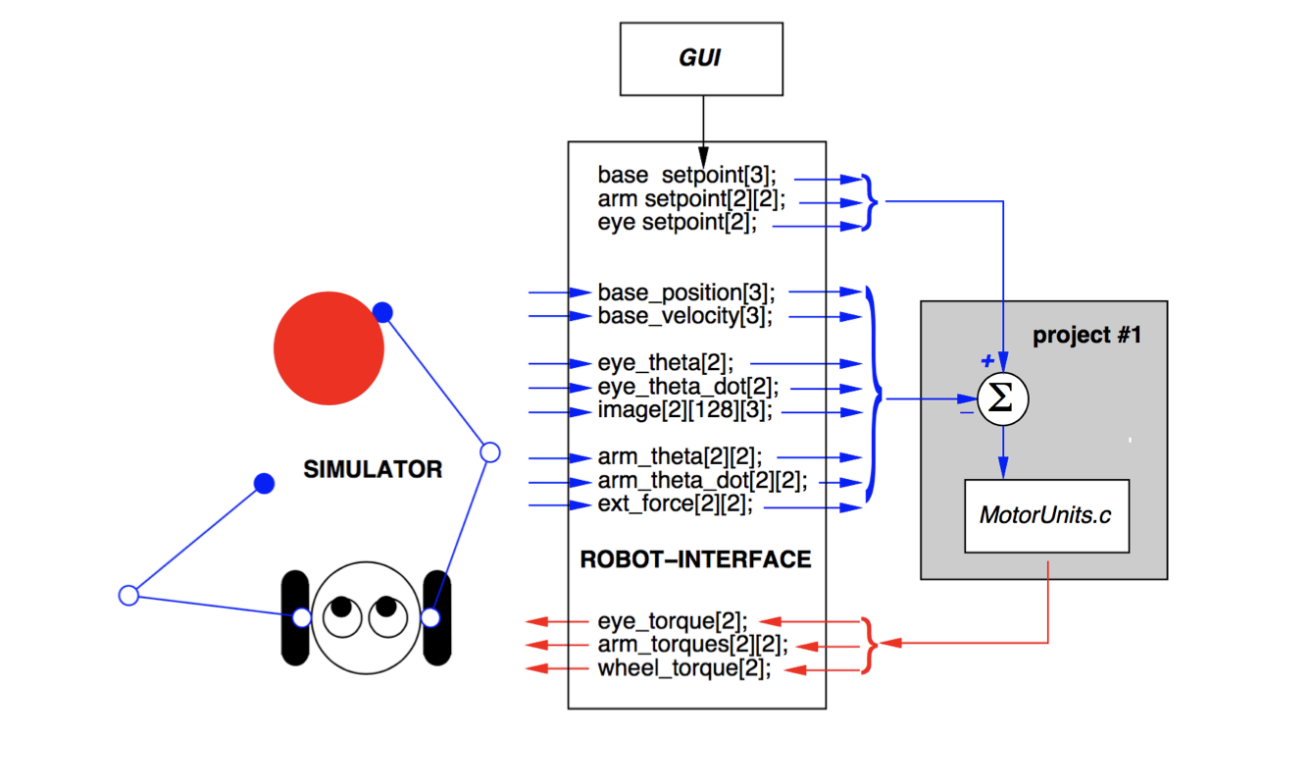 GUI
base setpoint[3];
arm setpoint[2][2];
eye setpoint[2];
base_position[3];
base_velocity[3];
eye_theta[2];
eye_theta_dot[2];
image[2][128][3];
arm_theta[2][2];
arm_theta_dot[2][2];
ext_force[2][2];
ROBOT–INTERFACE
eye_torque[2];
arm_torques[2][2];
wheel_torque[2];
SIMULATOR
project #1
+
Σ
–
MotorUnits.c